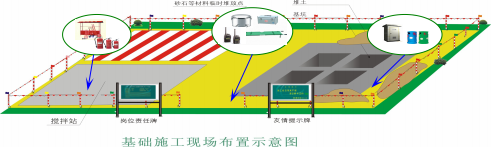 砂石等材料临时堆放点
堆土
基坑
搅拌站
岗位责任牌
友情提示牌
基础施工现场布置示意图